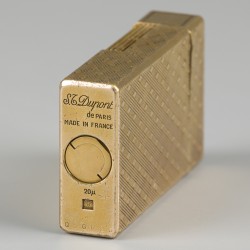 S.T. Dupont
de PARIS
MADE IN FRANCE
20µ